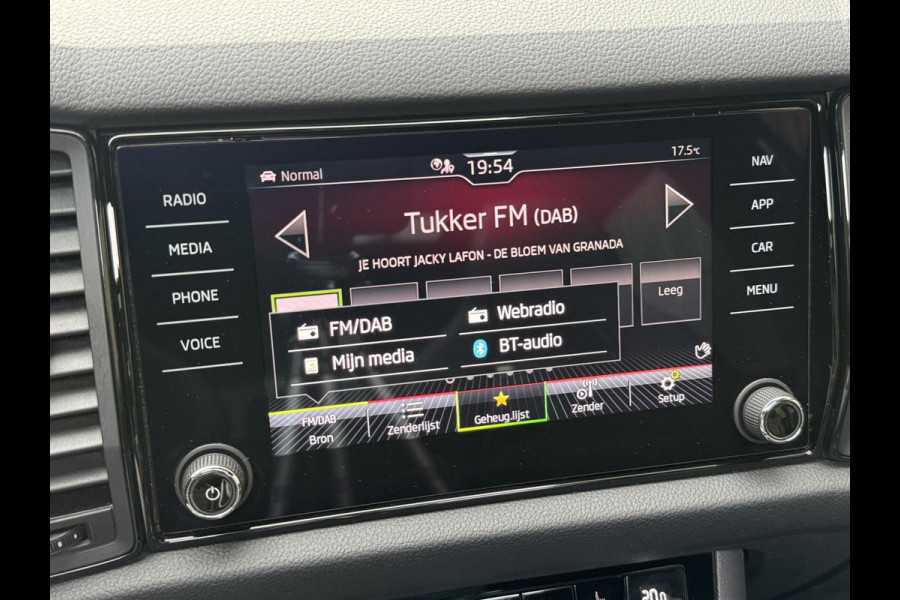 Normal
19:54
17.5°C
Tukker FM (DAB)
JE HOORT JACKY LAFON - DE BLOEM VAN GRANADA
Leeg
FM/DAB
Webradio
Mijn media
BT-audio
FM/DAB
Bron
Zenderlijst
Geheug.lijst
Zender
Setup
RADIO
MEDIA
PHONE
VOICE
NAV
APP
CAR
MENU